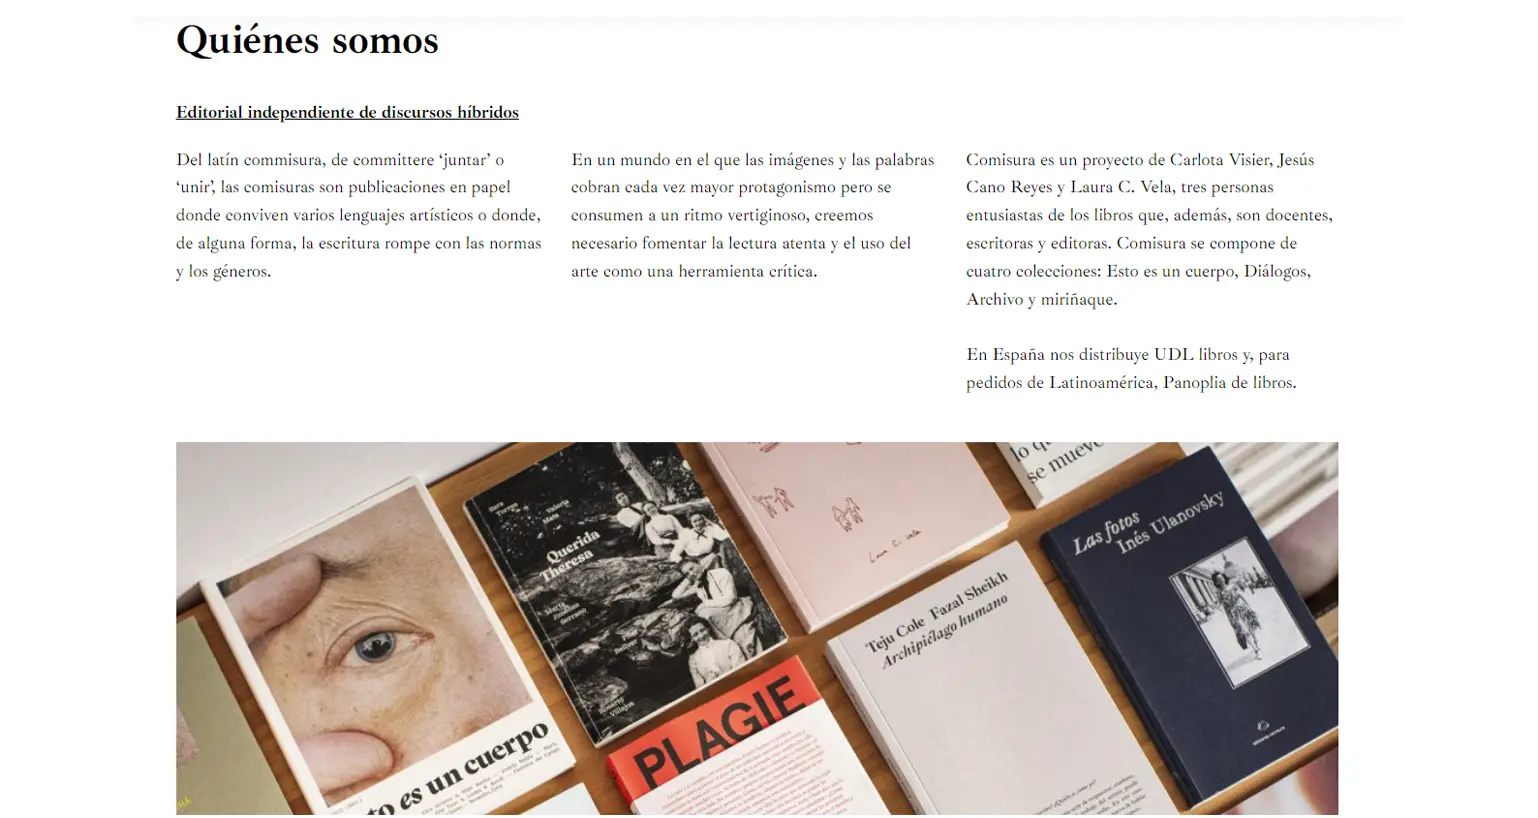 Quiénes somos
Editorial independiente de discursos híbridos
Del latín commisura, de committere ‘juntar’ o
‘unir’, las comisuras son publicaciones en papel
donde conviven varios lenguajes artísticos o donde,
de alguna forma, la escritura rompe con las normas
y los géneros.
En un mundo en el que las imágenes y las palabras
cobran cada vez mayor protagonismo pero se
consumen a un ritmo vertiginoso, creemos
necesario fomentar la lectura atenta y el uso del
arte como una herramienta crítica.
Comisura es un proyecto de Carlota Visier, Jesús
Cano Reyes y Laura C. Vela, tres personas
entusiastas de los libros que, además, son docentes,
escritoras y editoras. Comisura se compone de
cuatro colecciones: Esto es un cuerpo, Diálogos,
Archivo y miriñaque.
En España nos distribuye UDL libros y, para
pedidos de Latinoamérica, Panoplia de libros.
to es un cuerpo
Sara
Torres
Valeria
Mata
Querida
Theresa
María
Jiménez
Serrano
Rosario
Villajos
Laura C. Vela
lo
se mueve
PLAGIE
Teju Cole Fazal Sheikh
Archipiélago humano
Las fotos
Inés Ulanovsky